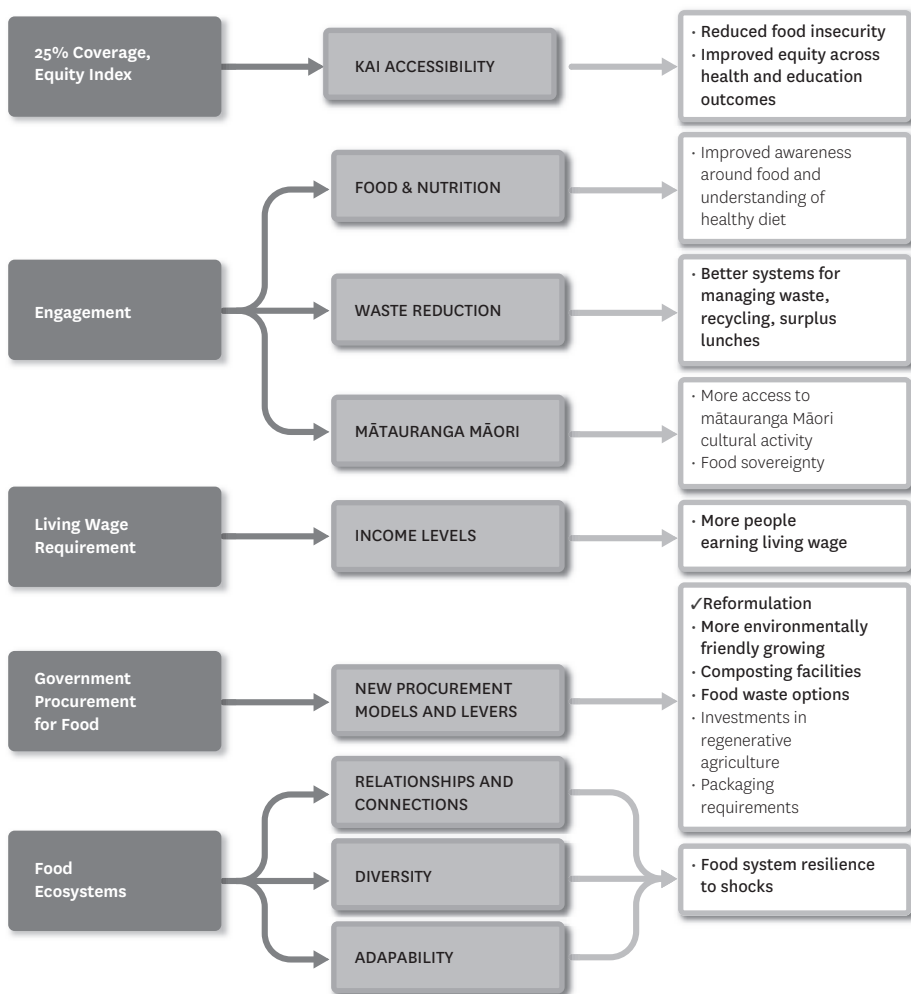 25% Coverage,
Equity Index
KAI ACCESSIBILITY
· Reduced food insecurity
· Improved equity across
health and education
outcomes
Engagement
FOOD & NUTRITION
· Improved awareness
around food and
understanding of
healthy diet
WASTE REDUCTION
· Better systems for
managing waste,
recycling, surplus
lunches
MĀTAURANGA MĀORI
· More access to
mātauranga Māori
cultural activity
· Food sovereignty
Living Wage
Requirement
INCOME LEVELS
· More people
earning living wage
Government
Procurement
for Food
NEW PROCUREMENT
MODELS AND LEVERS
✓Reformulation
· More environmentally
friendly growing
· Composting facilities
· Food waste options
· Investments in
regenerative
agriculture
· Packaging
requirements
Food
Ecosystems
RELATIONSHIPS AND
CONNECTIONS
DIVERSITY
ADAPABILITY
· Food system resilience
to shocks